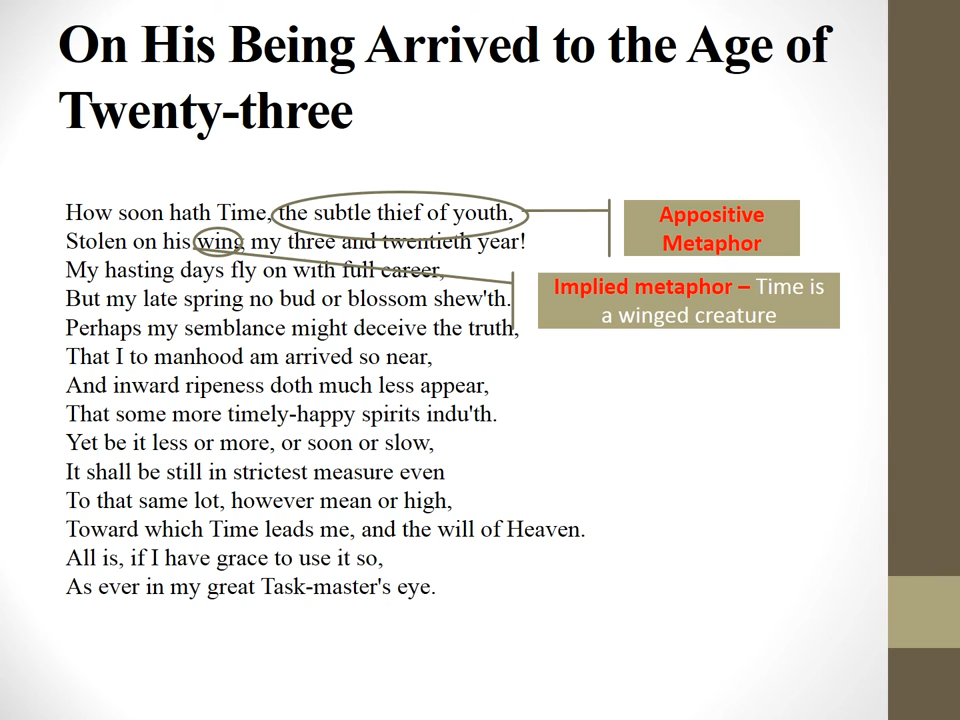 On His Being Arrived to the Age of
Twenty-three
How soon hath Time, the subtle thief of youth,
Stolen on his wing my three and twentieth year!
My hasting days fly on with full career,
But my late spring no bud or blossom shew'th.
Perhaps my semblance might deceive the truth,
That I to manhood am arrived so near,
And inward ripeness doth much less appear,
That some more timely-happy spirits indu'th.
Yet be it less or more, or soon or slow,
It shall be still in strictest measure even
To that same lot, however mean or high,
Toward which Time leads me, and the will of Heaven.
All is, if I have grace to use it so,
As ever in my great Task-master's eye.
Appositive
Metaphor
Implied metaphor – Time is
a winged creature